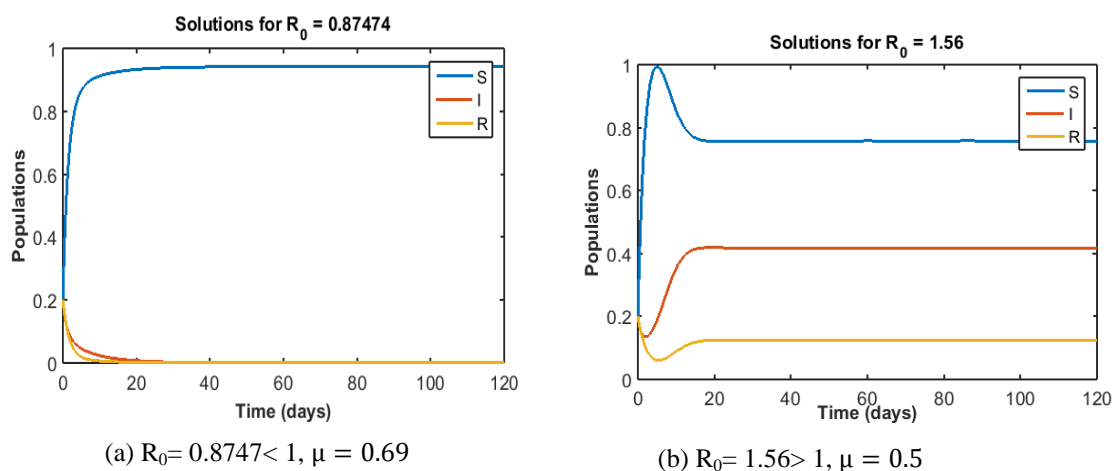 Solutions for R0 = 0.87474
1
0.8
0.6
0.4
0.2
0
Populations
S
I
R
0 20 40 60 80 100 120
Time (days)
(a) R0= 0.8747< 1, μ = 0.69
Solutions for R0 = 1.56
1
0.8
0.6
0.4
0.2
0
Populations
S
I
R
0 20 40 60 80 100 120
Time (days)
(b) R0= 1.56> 1, μ = 0.5